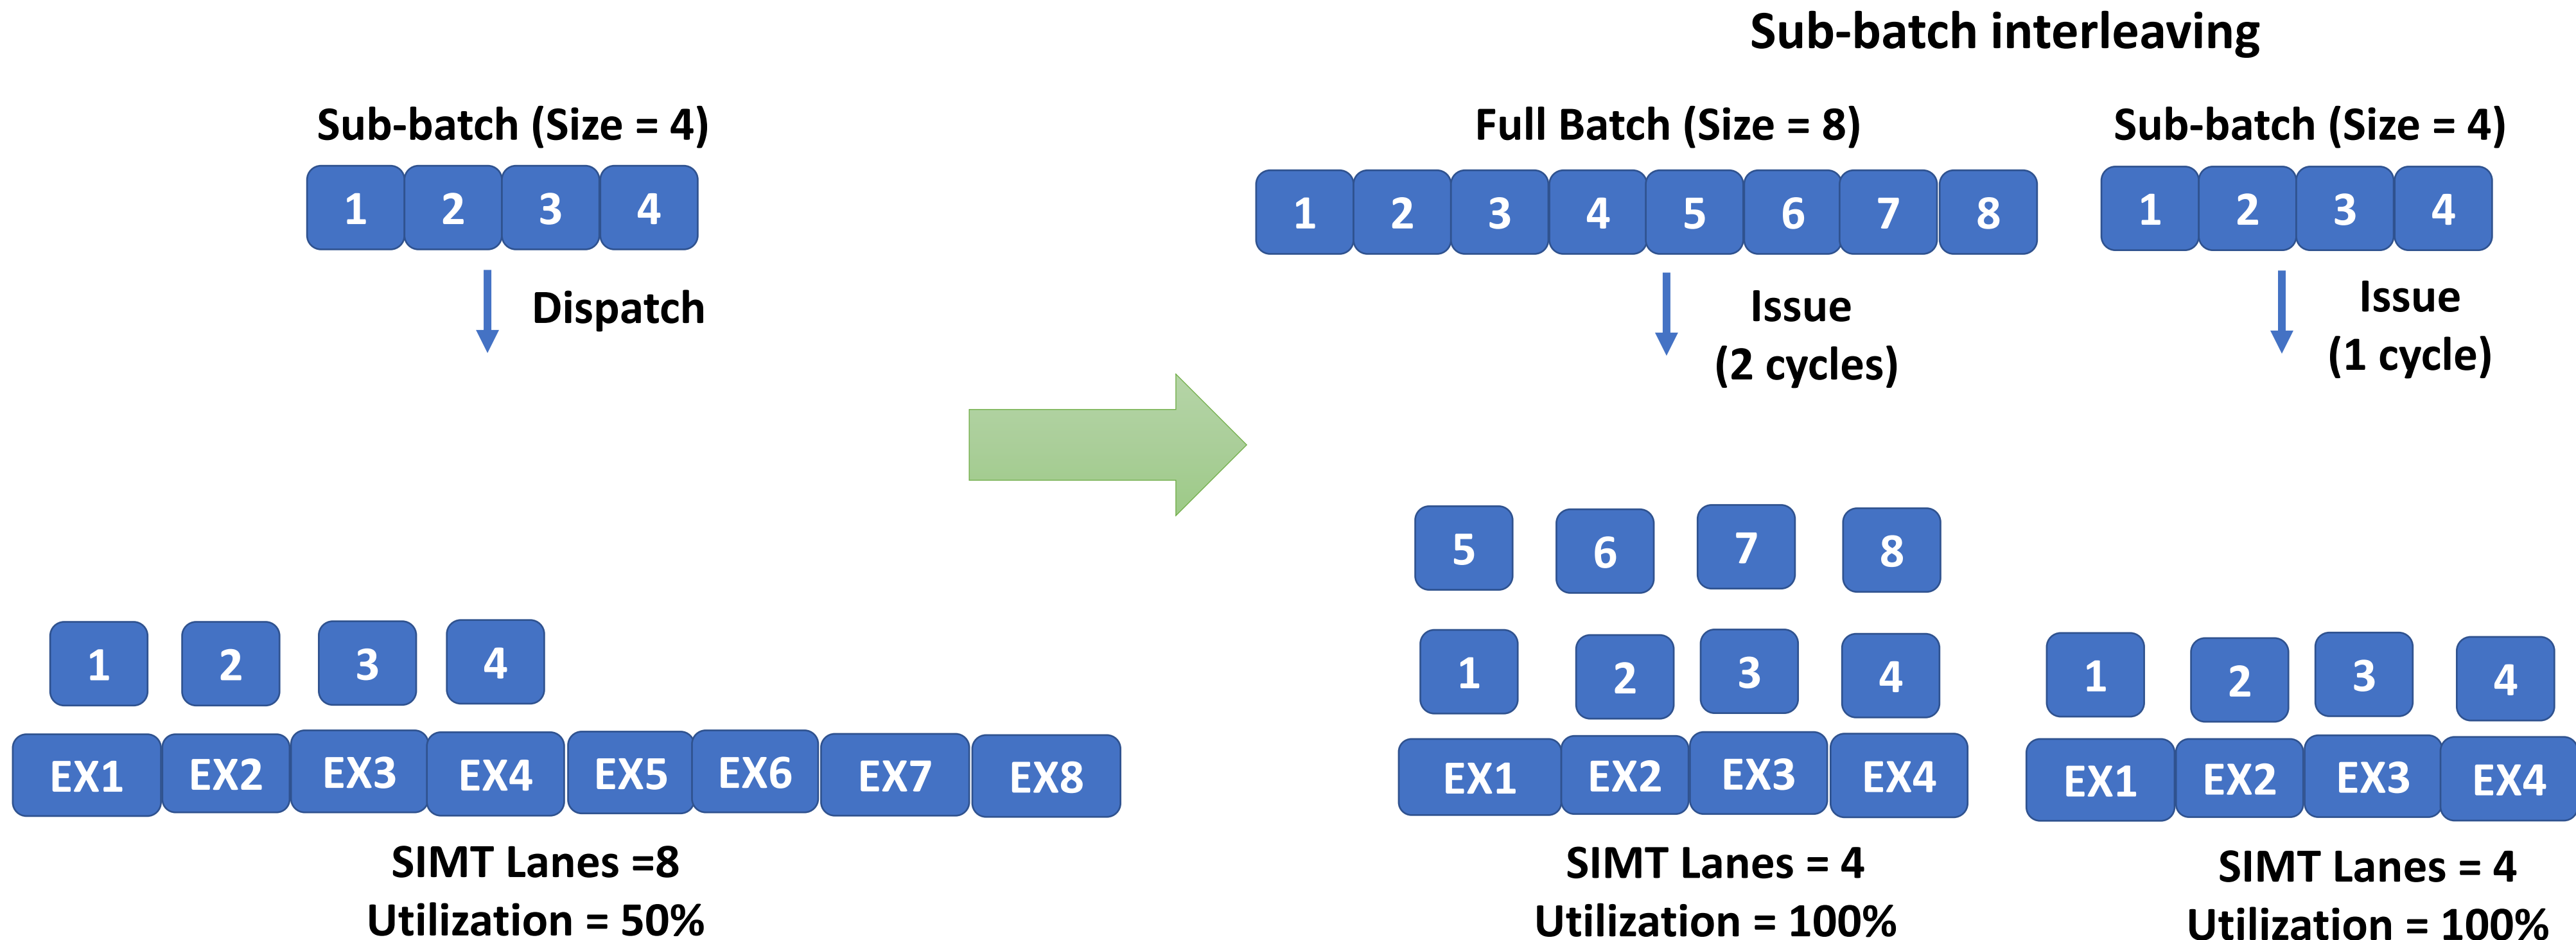 Sub-batch interleaving
Sub-batch (Size = 4)
1 2 3 4
Dispatch
1 2 3 4
EX1 EX2 EX3 EX4 EX5 EX6 EX7 EX8
SIMT Lanes =8
Utilization = 50%
Full Batch (Size = 8)
1 2 3 4 5 6 7 8
Issue
(2 cycles)
5 6 7 8
1 2 3 4
EX1 EX2 EX3 EX4
SIMT Lanes = 4
Utilization = 100%
Sub-batch (Size = 4)
1 2 3 4
Issue
(1 cycle)
1 2 3 4
EX1 EX2 EX3 EX4
SIMT Lanes = 4
Utilization = 100%